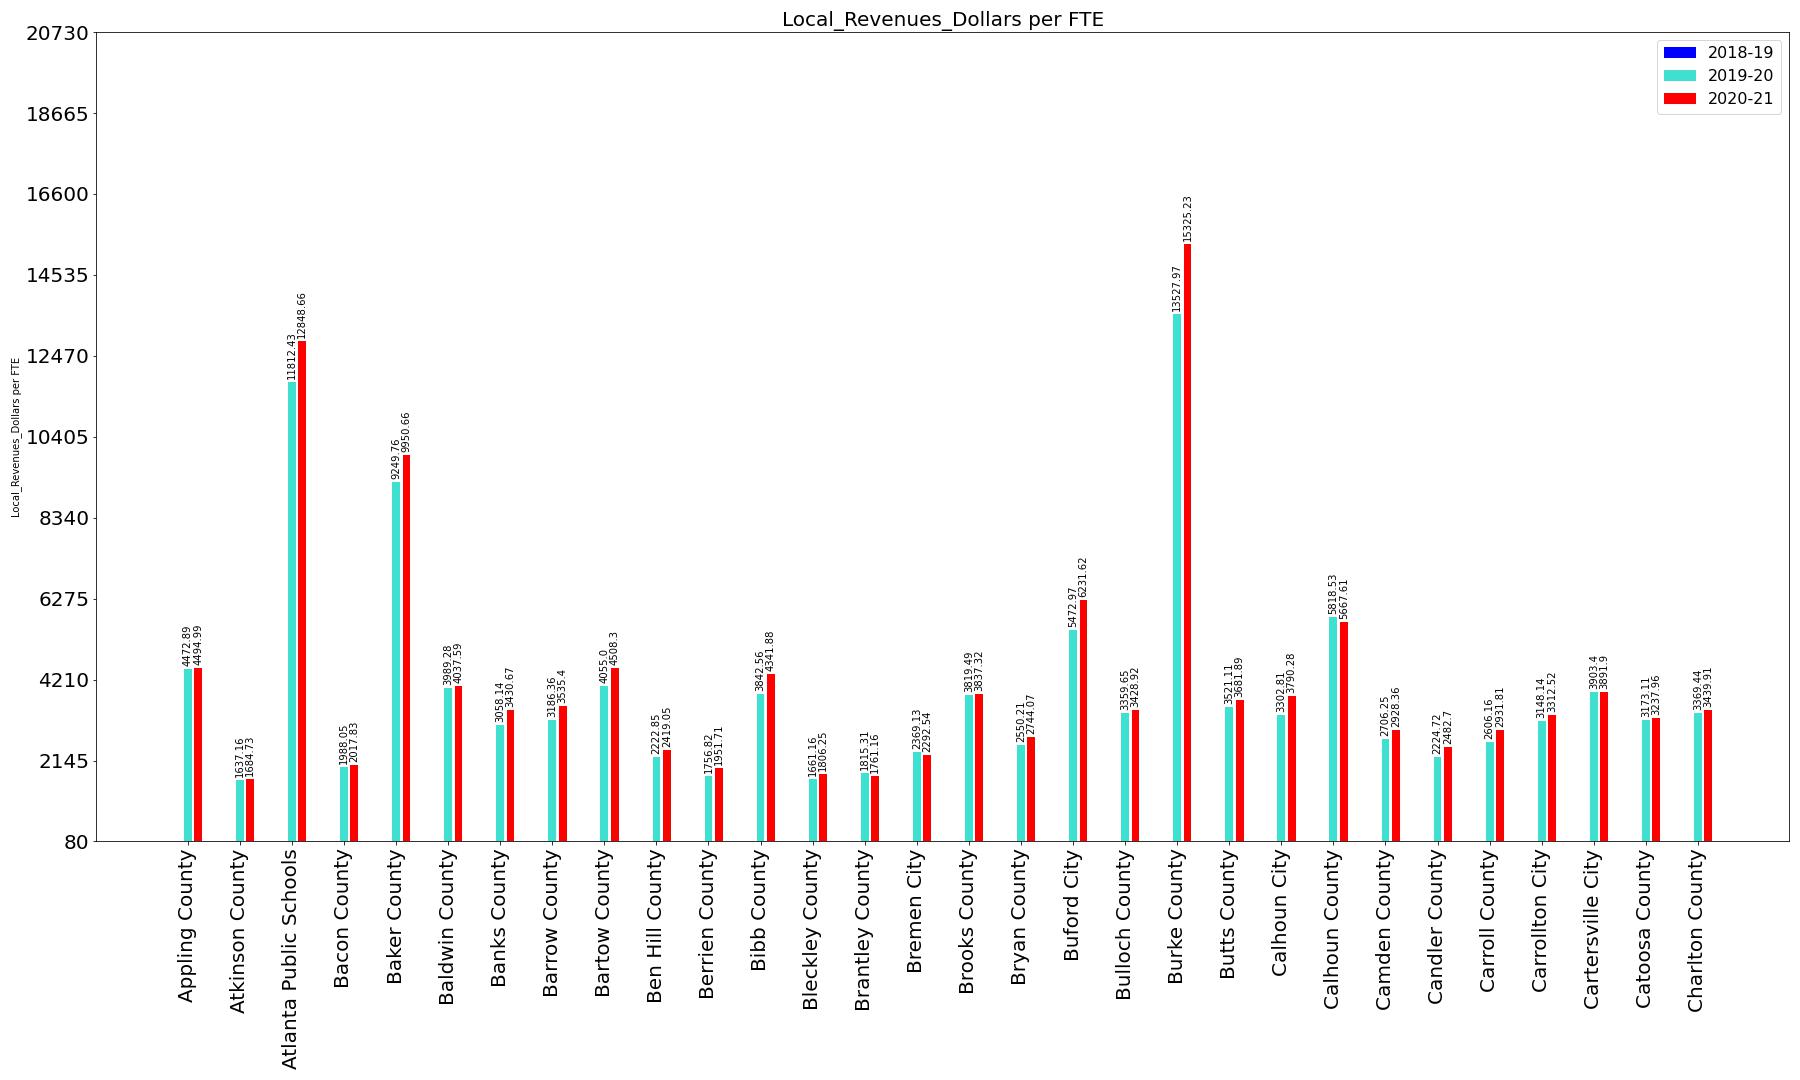 Local_Revenues_Dollars per FTE
2018-19
2019-20
2020-21
Local_Revenues_Dollars per FTE
20730
18665
16600
14535
12470
10405
8340
6275
4210
2145
80
4472.89
4494.99
1637.16
1684.73
11812.43
12848.66
1988.05
2017.83
9249.76
9950.66
3989.28
4037.59
3058.14
3430.67
3186.36
3535.4
4055.0
4508.3
2222.85
2419.05
1756.82
1951.71
3842.56
4341.88
1661.16
1806.25
1815.31
1761.16
2369.13
2292.54
3819.49
3837.32
2550.21
2744.07
5472.97
6231.62
3359.65
3428.92
13527.97
15325.23
3521.11
3681.89
3302.81
3790.28
5818.53
5667.61
2706.25
2928.36
2224.72
2482.7
2606.16
2931.81
3148.14
3312.52
3903.4
3891.9
3173.11
3237.96
3369.44
3439.91
Appling County
Atkinson County
Atlanta Public Schools
Bacon County
Baker County
Baldwin County
Banks County
Barrow County
Bartow County
Ben Hill County
Berrien County
Bibb County
Bleckley County
Brantley County
Bremen City
Brooks County
Bryan County
Buford City
Bulloch County
Burke County
Butts County
Calhoun City
Calhoun County
Camden County
Candler County
Carroll County
Carrollton City
Cartersville City
Catoosa County
Charlton County